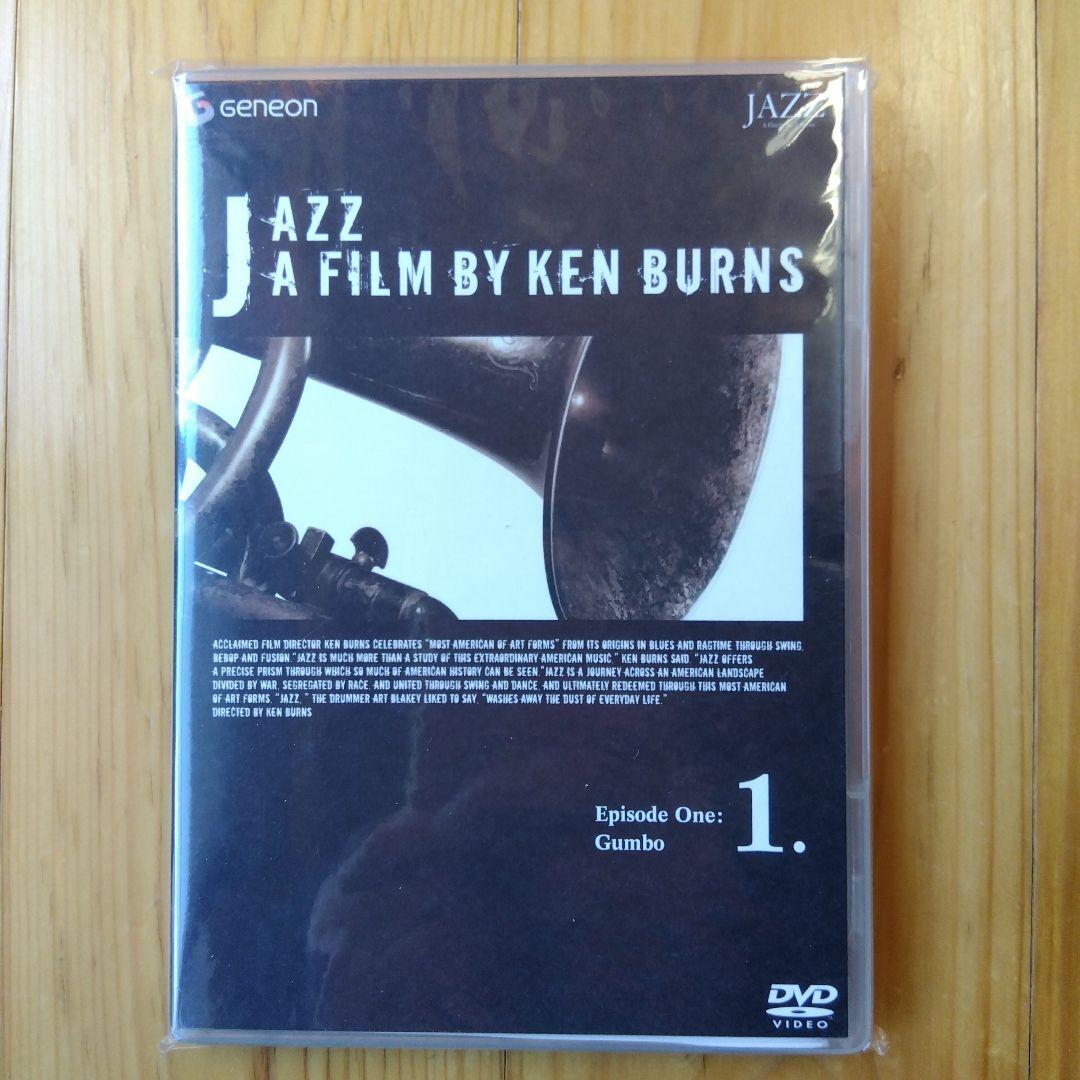 Geneon
JAZZ
JAZZ
A FILM BY KEN BURNS
ACCLAIMED FILM DIRECTOR KEN BURNS CELEBRATES "MOST AMERICAN OF ART FORMS" FROM ITS ORIGINS IN BLUES AND RAGTIME THROUGH SWING,
BEBOP AND FUSION. "JAZZ IS MUCH MORE THAN A STUDY OF THIS EXTRAORDINARY AMERICAN MUSIC," KEN BURNS SAID. "JAZZ OFFERS
A PRECISE PRISM THROUGH WHICH SO MUCH OF AMERICAN HISTORY CAN BE SEEN." JAZZ IS A JOURNEY ACROSS AN AMERICAN LANDSCAPE
DIVIDED BY WAR, SEGREGATED BY RACE, AND UNITED THROUGH SWING AND DANCE, AND ULTIMATELY REDEEMED THROUGH THIS MOST AMERICAN
OF ART FORMS. "JAZZ, " THE DRUMMER ART BLAKEY LIKED TO SAY, "WASHES AWAY THE DUST OF EVERYDAY LIFE."
DIRECTED BY KEN BURNS
Episode One:
Gumbo
1.
DVD
VIDEO